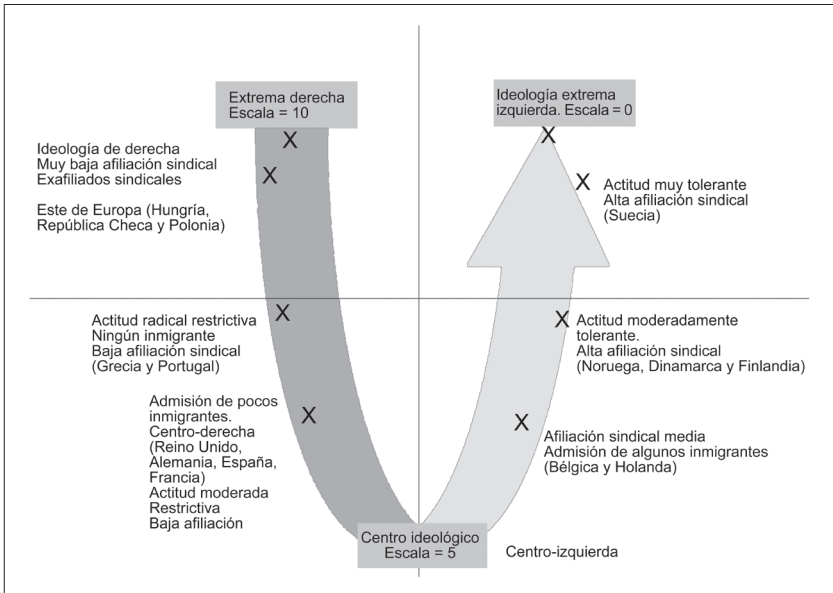 Extrema derecha
Escala = 10
Ideología extrema
izquierda. Escala = 0
X
X
X
X
Ideología de derecha
Muy baja afiliación sindical
Exafiliados sindicales
Este de Europa (Hungría,
República Checa y Polonia)
Actitud muy tolerante
Alta afiliación sindical
(Suecia)
X
X
Actitud radical restrictiva
Ningún inmigrante
Baja afiliación sindical
(Grecia y Portugal)
Actitud moderadamente
tolerante.
Alta afiliación sindical
(Noruega, Dinamarca y Finlandia)
X
X
Admisión de pocos
inmigrantes.
Centro-derecha
(Reino Unido,
Alemania, España,
Francia)
Actitud moderada
Restrictiva
Baja afiliación
Afiliación sindical media
Admisión de algunos inmigrantes
(Bélgica y Holanda)
Centro ideológico
Escala = 5
Centro-izquierda